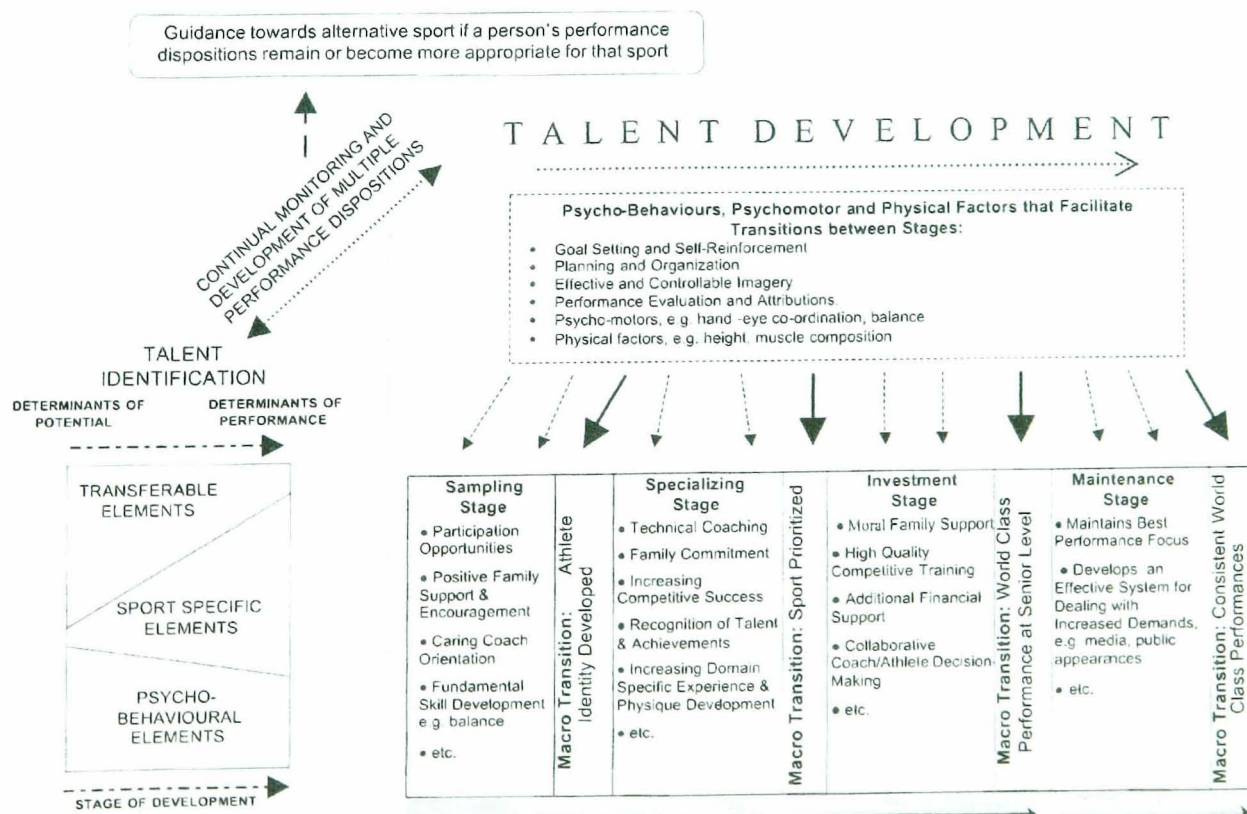 Guidance towards alternative sport if a person's performance
dispositions remain or become more appropriate for that sport
CONTINUAL MONITORING AND
DEVELOPMENT OF MULTIPLE
PERFORMANCE DISPOSITIONS
TALENT DEVELOPMENT
Psycho-Behaviours, Psychomotor and Physical Factors that Facilitate
Transitions between Stages:
• Goal Setting and Self-Reinforcement
• Planning and Organization
• Effective and Controllable Imagery
• Performance Evaluation and Attributions.
• Psycho-motors, e.g. hand -eye co-ordination, balance
• Physical factors, e.g. height, muscle composition
TALENT
IDENTIFICATION
DETERMINANTS OF
POTENTIAL
DETERMINANTS OF
PERFORMANCE
TRANSFERABLE
ELEMENTS
SPORT SPECIFIC
ELEMENTS
PSYCHO-
BEHAVIOURAL
ELEMENTS
STAGE OF DEVELOPMENT
Sampling
Stage
• Participation
Opportunities
• Positive Family
Support &
Encouragement
• Caring Coach
Orientation
• Fundamental
Skill Development
e.g. balance
• etc.
Macro Transition: Athlete
Identity Developed
Specializing
Stage
• Technical Coaching
• Family Commitment
• Increasing
Competitive Success
• Recognition of Talent
& Achievements
• Increasing Domain
Specific Experience &
Physique Development
• etc.
Macro Transition: Sport Prioritized
Investment
Stage
• Moral Family Support
• High Quality
Competitive Training
• Additional Financial
Support
• Collaborative
Coach/Athlete Decision-
Making
• etc.
Macro Transition: World Class
Performance at Senior Level
Maintenance
Stage
• Maintains Best
Performance Focus
• Develops an
Effective System for
Dealing with
Increased Demands,
e.g. media, public
appearances
• etc.
Macro Transition: Consistent World
Class Performances